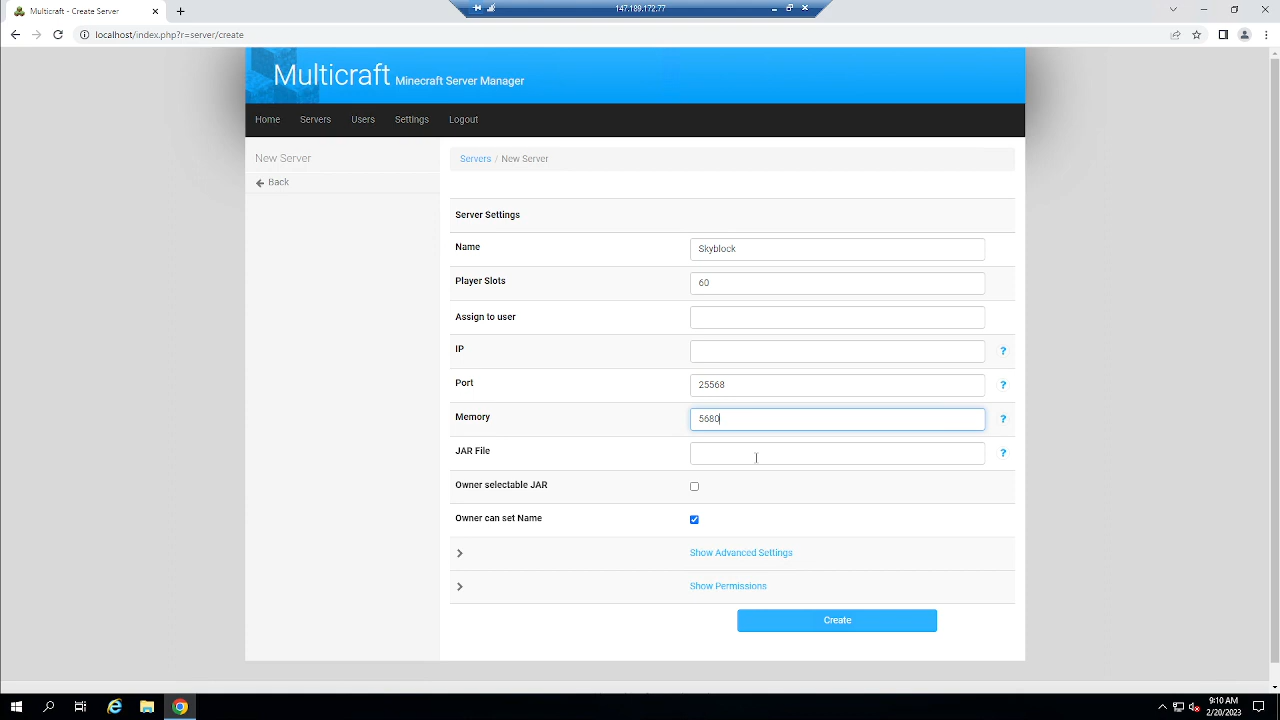 Multicraft - Create Server
147.189.172.77
localhost/index.php?r=server/create
Multicraft Minecraft Server Manager
Home Servers Users Settings Logout
New Server
Back
Servers / New Server
Server Settings
Name Skyblock
Player Slots 60
Assign to user
IP ?
Port 25568 ?
Memory 5680 ?
JAR File ?
Owner selectable JAR
Owner can set Name
Show Advanced Settings
Show Permissions
Create
9:10 AM
2/20/2023